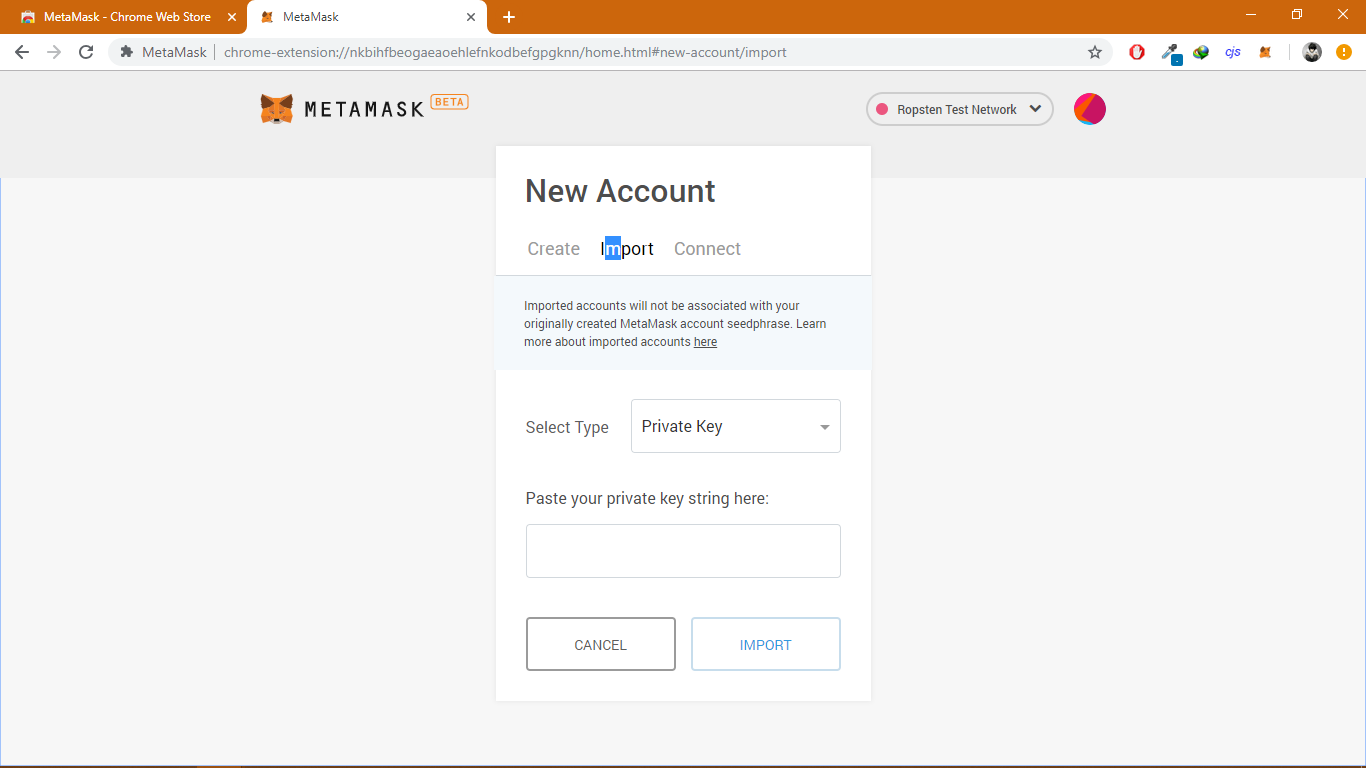 MetaMask - Chrome Web Store
MetaMask
MetaMask
chrome-extension://nkbihfbeogaeaoehlefnkodbefgpgknn/home.html#new-account/import
cjs
METAMASK
BETA
Ropsten Test Network
New Account
Create Import Connect
Imported accounts will not be associated with your
originally created MetaMask account seedphrase. Learn
more about imported accounts here
Select Type
Private Key
Paste your private key string here:
CANCEL
IMPORT